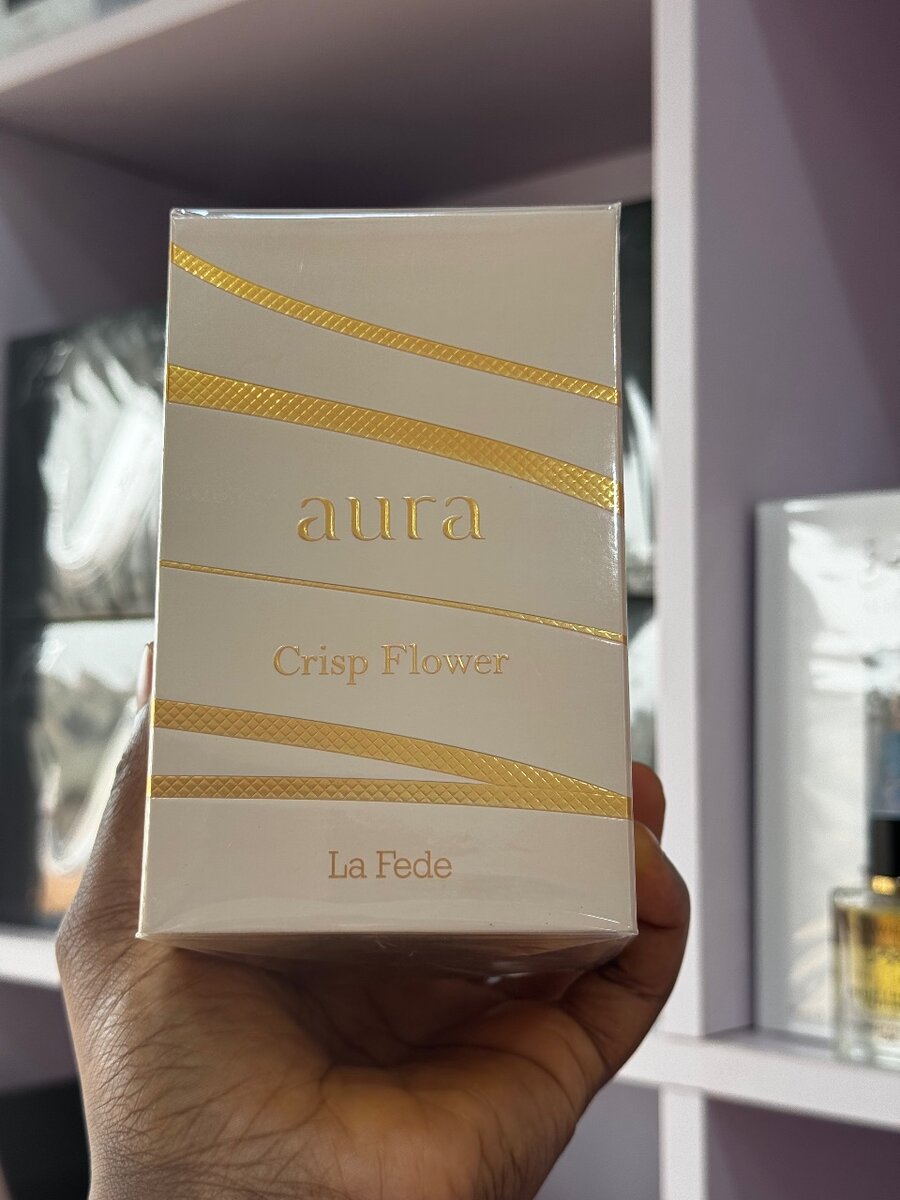 aura
Crisp Flower
La Fede